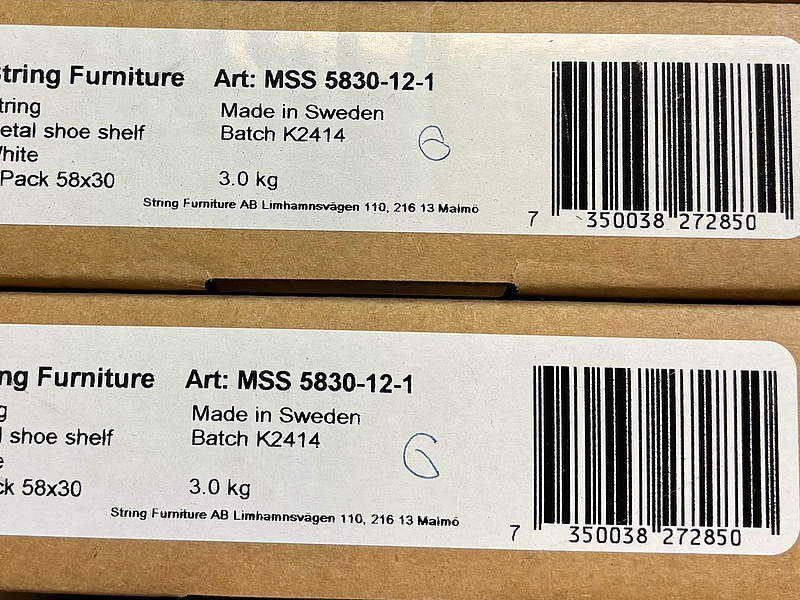 String Furniture Art: MSS 5830-12-1
tring Made in Sweden
etal shoe shelf Batch K2414
hite
Pack 58x30 3.0 kg
String Furniture AB Limhamnsvägen 110, 216 13 Malmö
7 350038 272850
6
ng Furniture Art: MSS 5830-12-1
g Made in Sweden
shoe shelf Batch K2414
e
ck 58x30 3.0 kg
String Furniture AB Limhamnsvägen 110, 216 13 Malmö
7 350038 272850